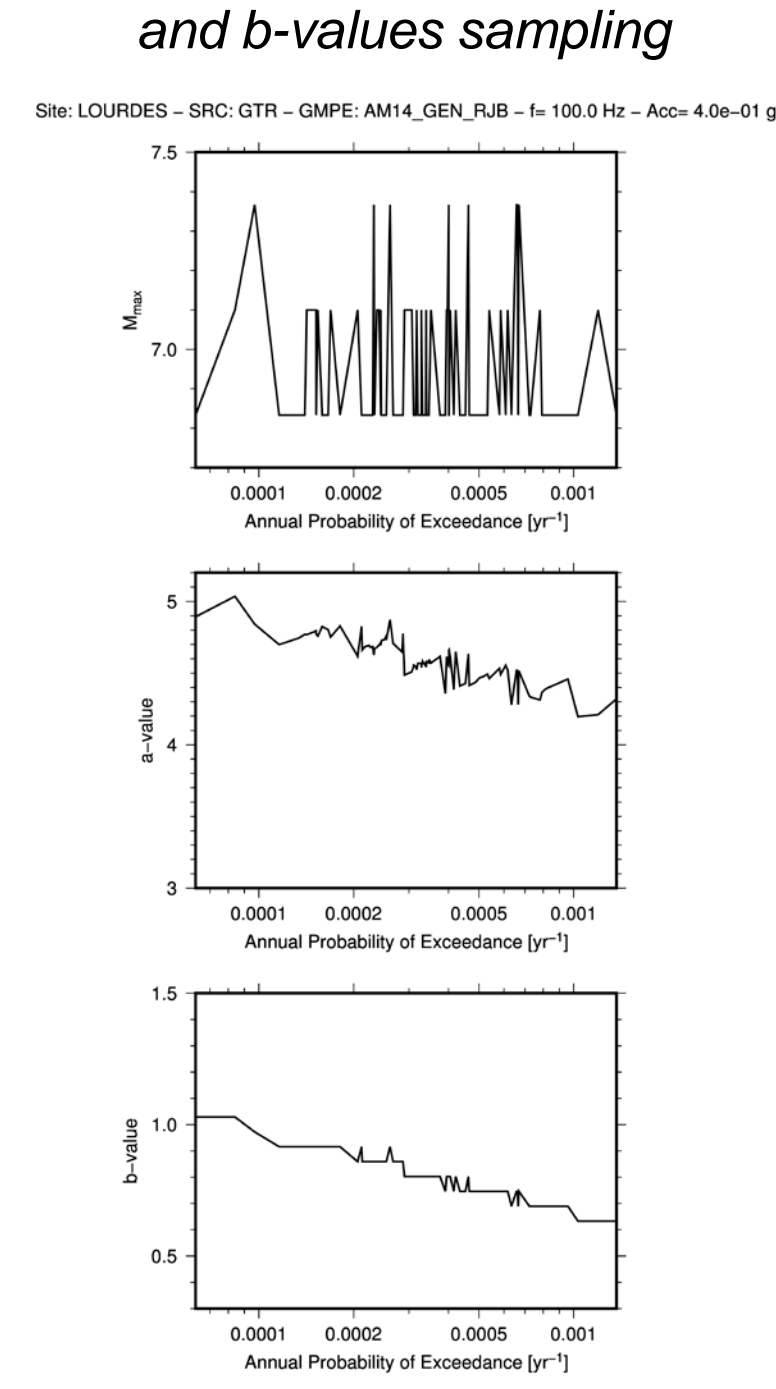 and b-values sampling
Site: LOURDES − SRC: GTR − GMPE: AM14_GEN_RJB − f= 100.0 Hz − Acc= 4.0e−01 g
7.5
7.0
Mmax
0.0001 0.0002 0.0005 0.001
Annual Probability of Exceedance [yr−1]
5
4
3
a−value
0.0001 0.0002 0.0005 0.001
Annual Probability of Exceedance [yr−1]
1.5
1.0
0.5
b−value
0.0001 0.0002 0.0005 0.001
Annual Probability of Exceedance [yr−1]